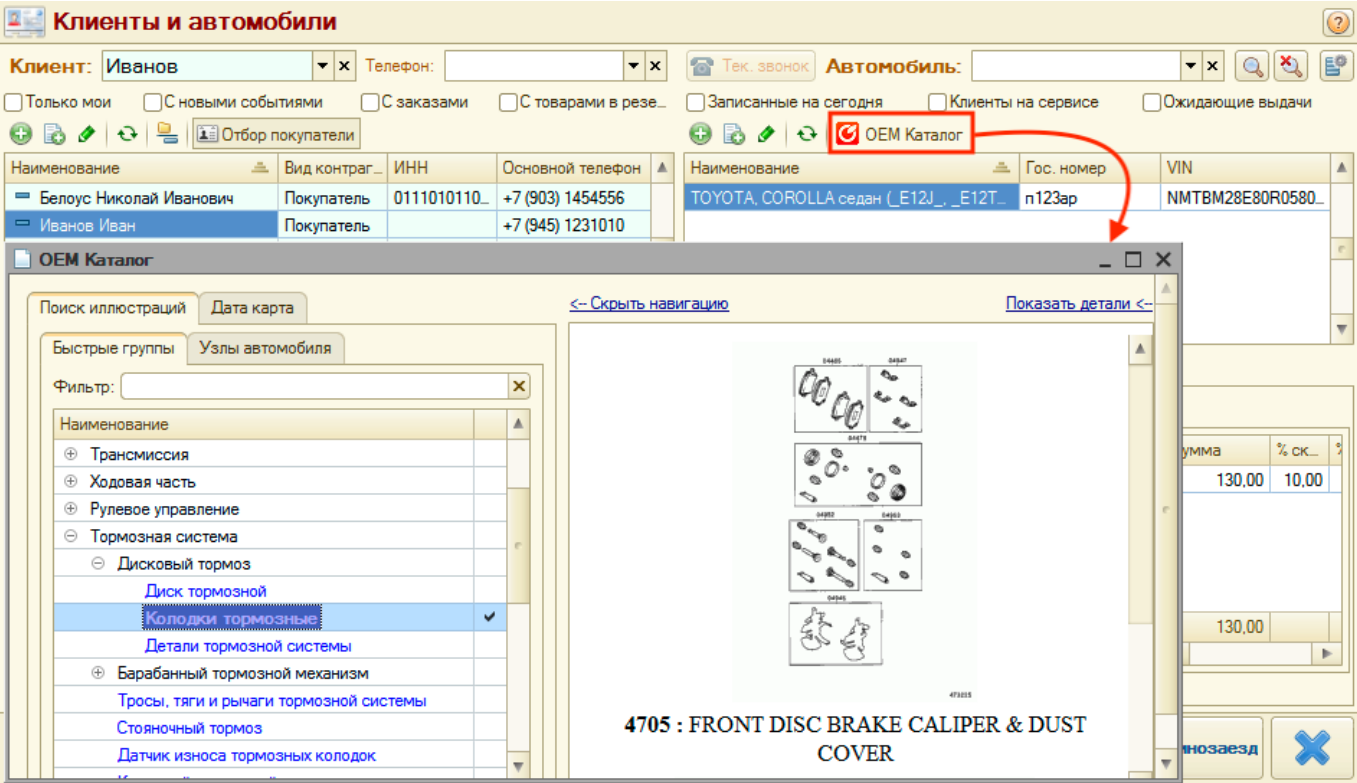 Клиенты и автомобили
Клиент: Иванов Телефон: Тек. звонок Автомобиль:
Только мои С новыми событиями С заказами С товарами в резе... Записанные на сегодня Клиенты на сервисе Ожидающие выдачи
Отбор покупатели OEM Каталог
Наименование Вид контраг... ИНН Основной телефон Наименование Гос. номер VIN
Белоус Николай Иванович Покупатель 0111010110... +7 (903) 1454556 TOYOTA, COROLLA седан (_E12J_, _E12T... п123ар NMTBM28E80R0580...
Иванов Иван Покупатель +7 (945) 1231010
OEM Каталог
Поиск иллюстраций Дата карта <-- Скрыть навигацию Показать детали <--
Быстрые группы Узлы автомобиля
Фильтр:
Наименование
Трансмиссия
Ходовая часть
Рулевое управление
Тормозная система
Дисковый тормоз
Диск тормозной
Колодки тормозные
Детали тормозной системы
Барабанный тормозной механизм
Тросы, тяги и рычаги тормозной системы
Стояночный тормоз
Датчик износа тормозных колодок
04465 04947
04479
04945
4705 : FRONT DISC BRAKE CALIPER & DUST
COVER
умма % ск...
130,00 10,00
130,00
инозаезд